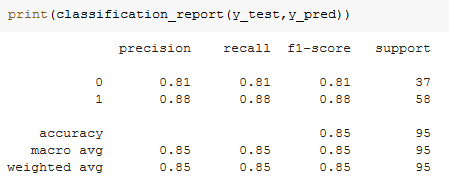 print(classification_report(y_test,y_pred))
precision recall f1-score support
0 0.81 0.81 0.81 37
1 0.88 0.88 0.88 58
accuracy 0.85 95
macro avg 0.85 0.85 0.85 95
weighted avg 0.85 0.85 0.85 95